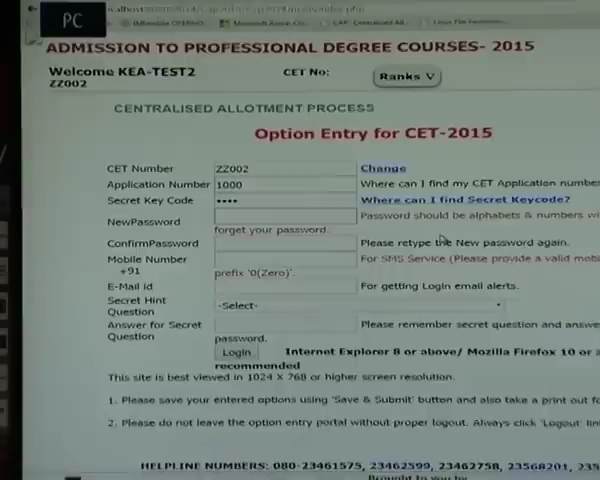 PC
ADMISSION TO PROFESSIONAL DEGREE COURSES- 2015
Welcome KEA-TEST2 CET No: Ranks V
ZZ002
CENTRALISED ALLOTMENT PROCESS
Option Entry for CET-2015
CET Number ZZ002 Change
Application Number 1000 Where can I find my CET Application number
Secret Key Code •••• Where can I find Secret Keycode?
NewPassword Password should be alphabets & numbers
forget your password.
ConfirmPassword Please retype the New password again.
Mobile Number For SMS Service (Please provide a valid
+91 prefix '0(Zero)'.
E-Mail id For getting Login email alerts.
Secret Hint
Question -Select-
Answer for Secret Please remember secret question and
Question password.
Login Internet Explorer 8 or above/ Mozilla Firefox 10 or
recommended
This site is best viewed in 1024 X 768 or higher screen resolution.
1. Please save your entered options using 'Save & Submit' button and also take a print out
2. Please do not leave the option entry portal without proper logout. Always click 'Logout'
HELPLINE NUMBERS: 080-23461575, 23462599, 23462758, 23568201,
Brought to you by